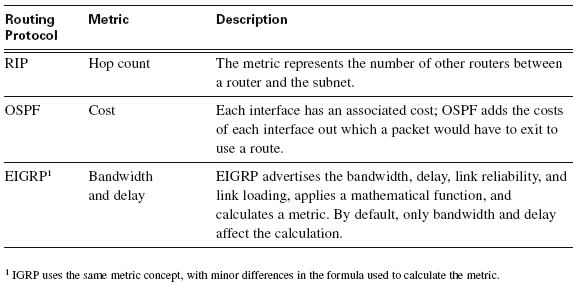 Routing Protocol Metric Description
RIP Hop count The metric represents the number of other routers between
a router and the subnet.
OSPF Cost Each interface has an associated cost; OSPF adds the costs
of each interface out which a packet would have to exit to
use a route.
EIGRP¹ Bandwidth and delay EIGRP advertises the bandwidth, delay, link reliability, and
link loading, applies a mathematical function, and
calculates a metric. By default, only bandwidth and delay
affect the calculation.
¹ IGRP uses the same metric concept, with minor differences in the formula used to calculate the metric.